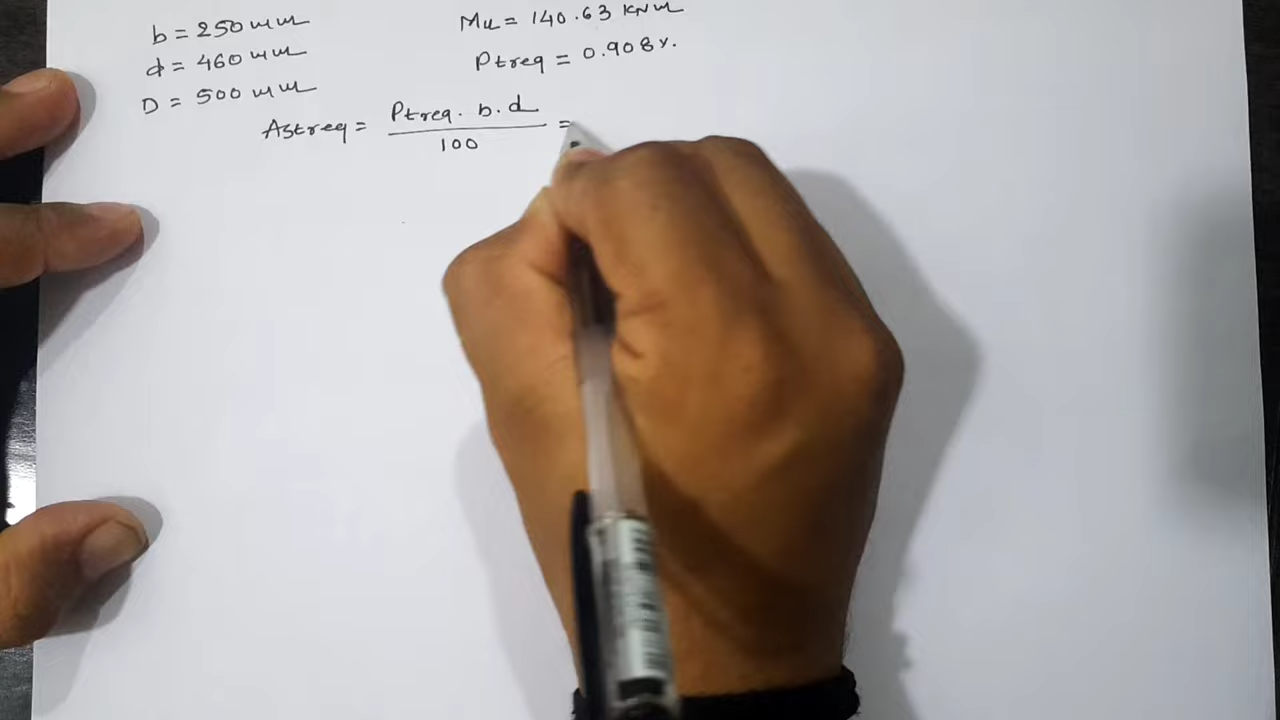 b = 250 mm
Mu = 140.63 KNm
d = 460 mm
Ptreq = 0.908%.
D = 500 mm
Astreq = Ptreq. b. d / 100 =